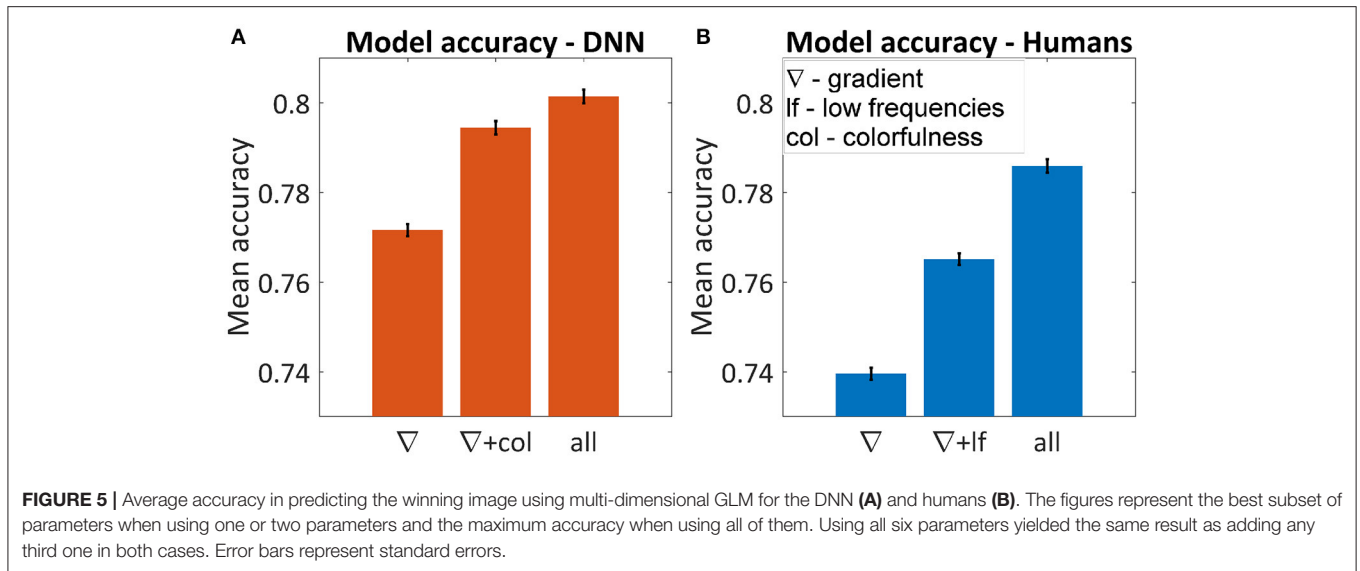 A
Model accuracy - DNN
Mean accuracy
0.8
0.78
0.76
0.74
∇
∇+col
all
B
Model accuracy - Humans
∇ - gradient
lf - low frequencies
col - colorfulness
Mean accuracy
0.8
0.78
0.76
0.74
∇
∇+lf
all
FIGURE 5 | Average accuracy in predicting the winning image using multi-dimensional GLM for the DNN (A) and humans (B). The figures represent the best subset of
parameters when using one or two parameters and the maximum accuracy when using all of them. Using all six parameters yielded the same result as adding any
third one in both cases. Error bars represent standard errors.